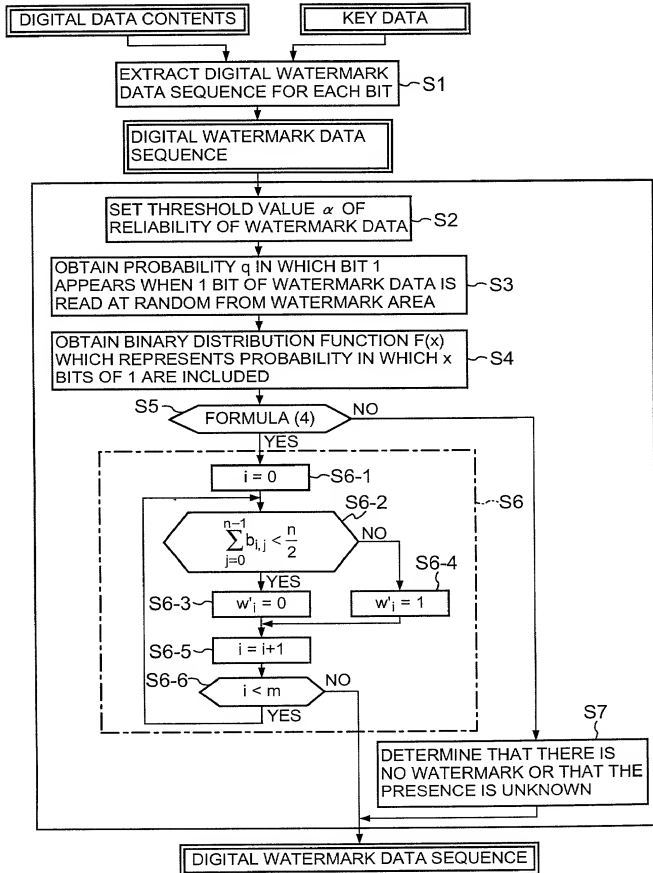 DIGITAL DATA CONTENTS
KEY DATA
EXTRACT DIGITAL WATERMARK
DATA SEQUENCE FOR EACH BIT
S1
DIGITAL WATERMARK DATA
SEQUENCE
SET THRESHOLD VALUE α OF
RELIABILITY OF WATERMARK DATA
S2
OBTAIN PROBABILITY q IN WHICH BIT 1
APPEARS WHEN 1 BIT OF WATERMARK DATA IS
READ AT RANDOM FROM WATERMARK AREA
S3
OBTAIN BINARY DISTRIBUTION FUNCTION F(x)
WHICH REPRESENTS PROBABILITY IN WHICH x
BITS OF 1 ARE INCLUDED
S4
S5
FORMULA (4)
NO
YES
i = 0
S6-1
S6
S6-2
n-1
∑ b_{i,j} < n/2
j=0
NO
YES
S6-4
S6-3
w'_i = 0
w'_i = 1
S6-5
i = i+1
S6-6
i < m
NO
YES
S7
DETERMINE THAT THERE IS
NO WATERMARK OR THAT THE
PRESENCE IS UNKNOWN
DIGITAL WATERMARK DATA SEQUENCE